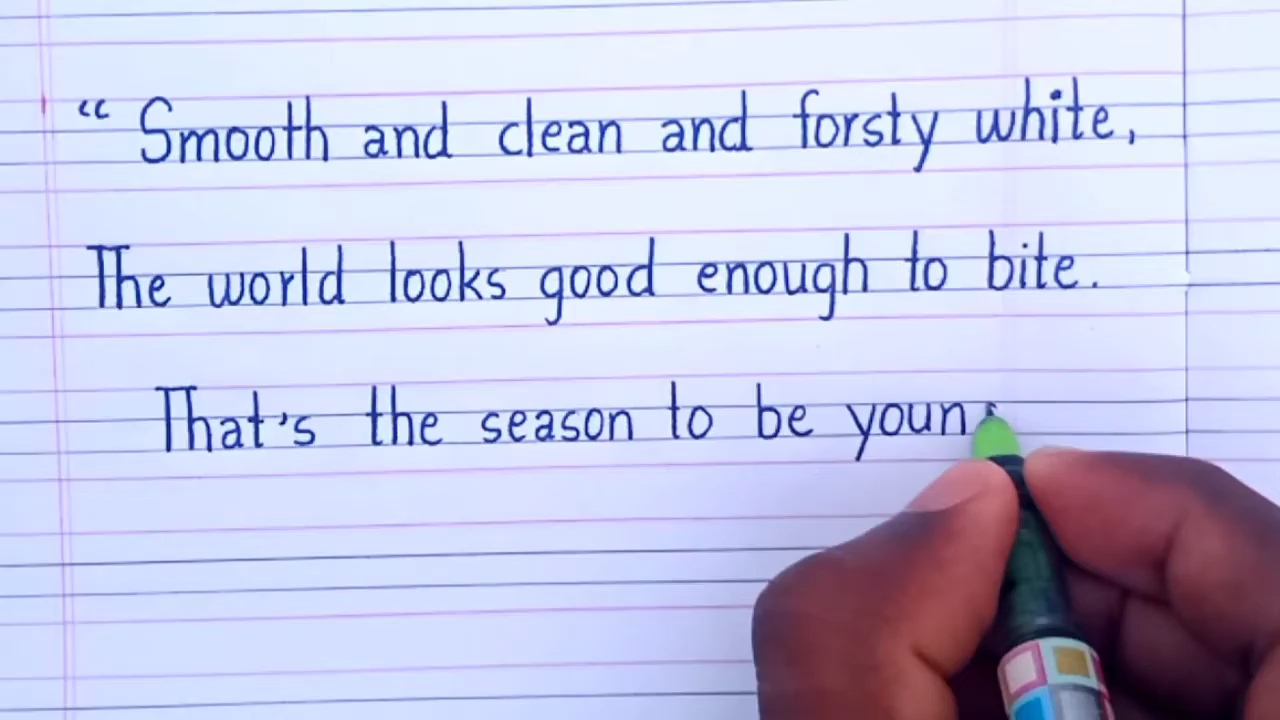 “ Smooth and clean and forsty white,
The world looks good enough to bite.
That's the season to be youn